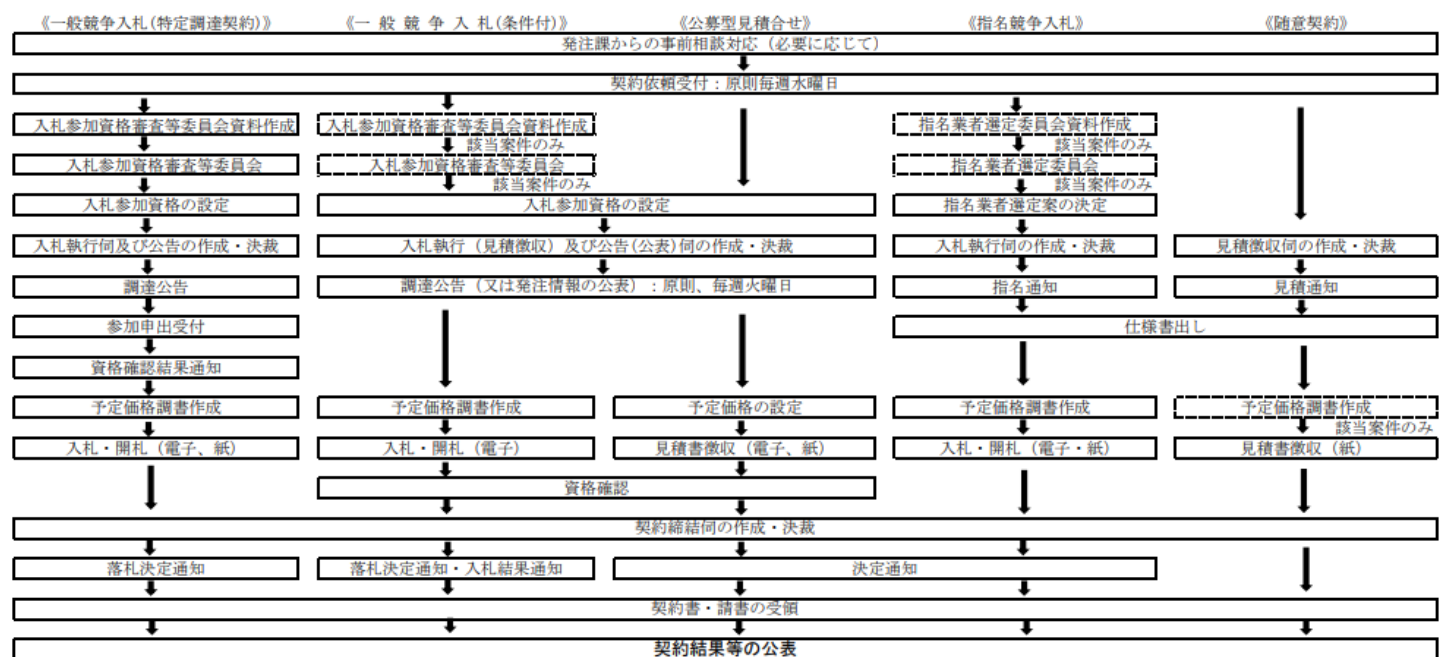 《一般競争入札(特定調達契約)》 《一 般 競 争 入 札(条件付)》 《公募型見積合せ》 《指名競争入札》 《随意契約》
発注課からの事前相談対応（必要に応じて）
契約依頼受付：原則毎週水曜日
入札参加資格審査等委員会資料作成 入札参加資格審査等委員会資料作成 指名業者選定委員会資料作成
該当案件のみ 該当案件のみ
入札参加資格審査等委員会 入札参加資格審査等委員会 指名業者選定委員会
該当案件のみ 該当案件のみ
入札参加資格の設定 入札参加資格の設定 指名業者選定案の決定
入札執行伺及び公告の作成・決裁 入札執行（見積徴収）及び公告(公表)伺の作成・決裁 入札執行伺の作成・決裁 見積徴収伺の作成・決裁
調達公告 調達公告（又は発注情報の公表）：原則、毎週火曜日 指名通知 見積通知
参加申出受付 仕様書出し
資格確認結果通知
予定価格調書作成 予定価格調書作成 予定価格の設定 予定価格調書作成 予定価格調書作成
該当案件のみ
入札・開札（電子、紙） 入札・開札（電子） 見積書徴収（電子、紙） 入札・開札（電子・紙） 見積書徴収（紙）
資格確認
契約締結伺の作成・決裁
落札決定通知 落札決定通知・入札結果通知 決定通知
契約書・請書の受領
契約結果等の公表